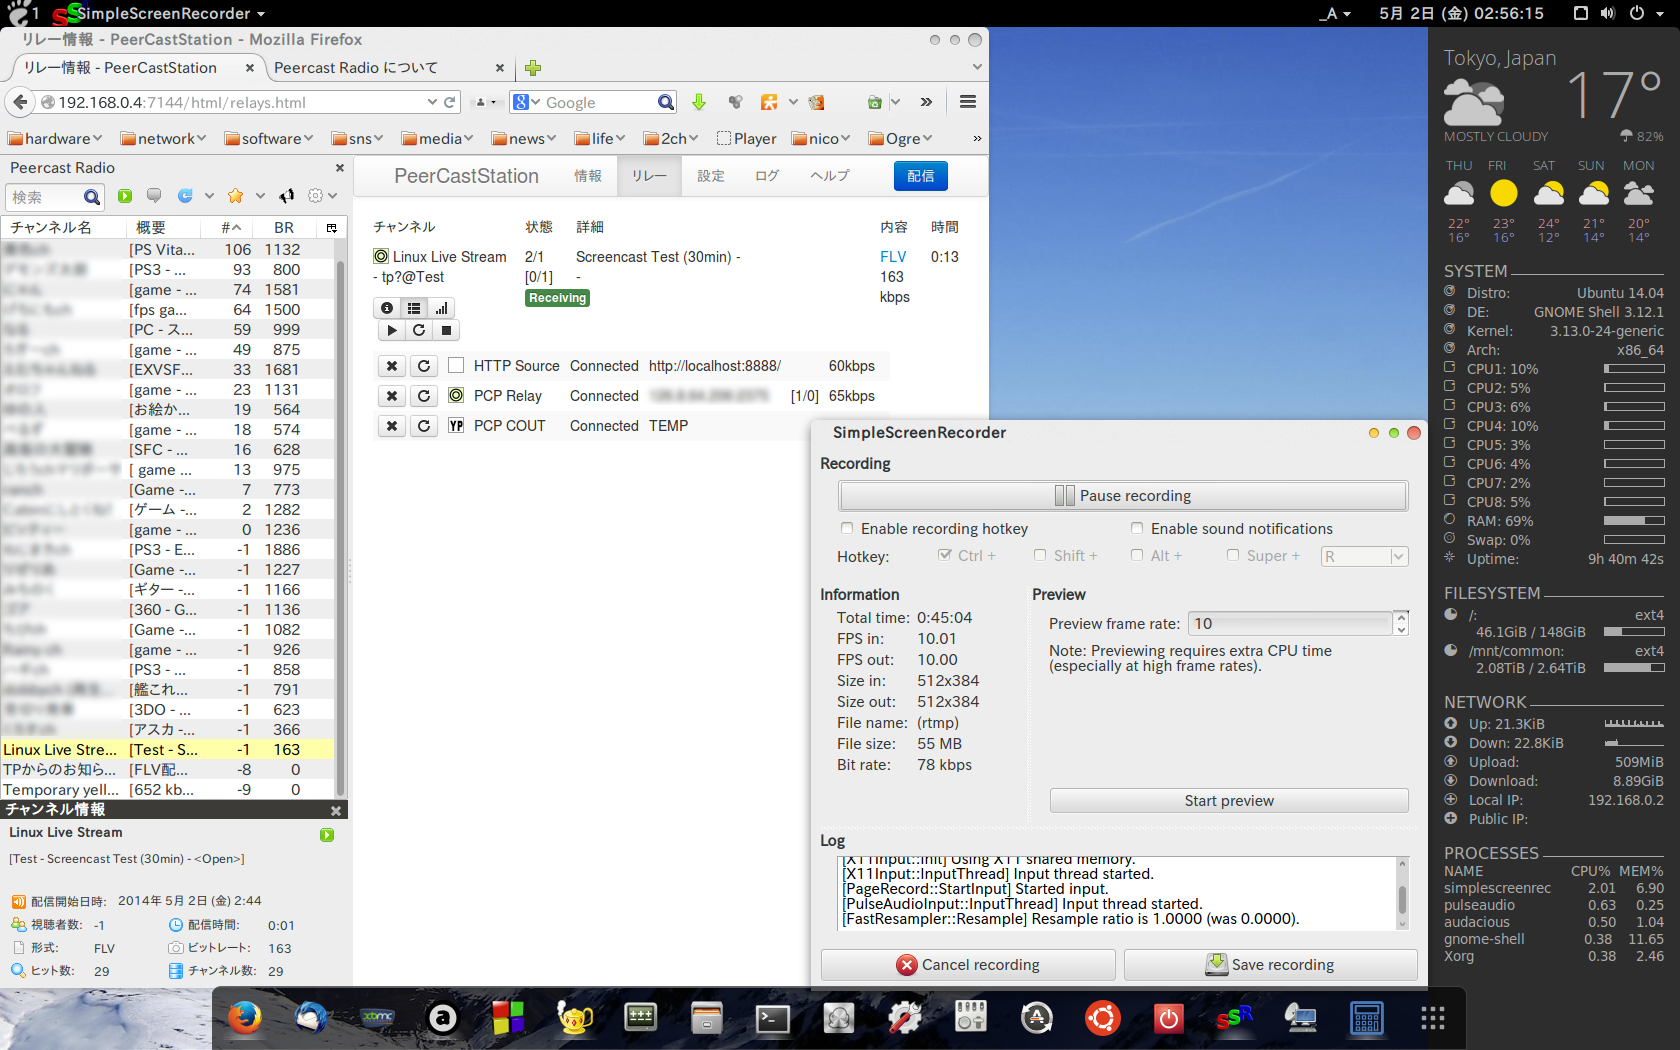 1 SimpleScreenRecorder
_A
5月 2日 (金) 02:56:15
リレー情報 - PeerCastStation - Mozilla Firefox
リレー情報 - PeerCastStation
Peercast Radio について
192.168.0.4:7144/html/relays.html
Google
hardware network software sns media news life 2ch Player nico Ogre »
Peercast Radio
検索
チャンネル名 概要 # BR
[PS Vita... 106 1132
[PS3 - ... 93 800
[game - ... 74 1581
[fps ga... 64 1500
[PC - ス... 59 999
[game - ... 49 875
[EXVSF... 33 1681
[game - ... 23 1131
[お絵か... 19 564
[game - ... 18 574
[SFC - ... 16 628
[ game ... 13 975
[Game -... 7 773
[ゲーム -... 2 1282
[game - ... 0 1236
[PS3 - E... -1 1886
[Game -... -1 1227
[ギター -... -1 1166
[360 - G... -1 1136
[Game -... -1 1082
[game - ... -1 926
[PS3 - ... -1 858
[艦これ... -1 791
[3DO - ... -1 623
[アスカ -... -1 366
Linux Live Stre... [Test - S... -1 163
TPからのお知ら... [FLV配... -8 0
Temporary yell... [652 kb... -9 0
チャンネル情報
Linux Live Stream
[Test - Screencast Test (30min) - <Open>]
配信開始日時: 2014年 5月 2日 (金) 2:44
視聴者数: -1 配信時間: 0:01
形式: FLV ビットレート: 163
ヒット数: 29 チャンネル数: 29
PeerCastStation 情報 リレー 設定 ログ ヘルプ 配信
チャンネル 状態 詳細 内容 時間
Linux Live Stream 2/1 Screencast Test (30min) - FLV 0:13
- tp?@Test [0/1] - 163
Receiving kbps
HTTP Source Connected http://localhost:8888/ 60kbps
PCP Relay Connected [1/0] 65kbps
YP PCP COUT Connected TEMP
SimpleScreenRecorder
Recording
Pause recording
Enable recording hotkey Enable sound notifications
Hotkey: Ctrl + Shift + Alt + Super + R
Information
Total time: 0:45:04
FPS in: 10.01
FPS out: 10.00
Size in: 512x384
Size out: 512x384
File name: (rtmp)
File size: 55 MB
Bit rate: 78 kbps
Preview
Preview frame rate: 10
Note: Previewing requires extra CPU time
(especially at high frame rates).
Start preview
Log
[X11Input::Init] Using X11 shared memory.
[X11Input::InputThread] Input thread started.
[PageRecord::StartInput] Started input.
[PulseAudioInput::InputThread] Input thread started.
[FastResampler::Resample] Resample ratio is 1.0000 (was 0.0000).
Cancel recording Save recording
Tokyo, Japan
17°
MOSTLY CLOUDY 82%
THU FRI SAT SUN MON
22° 23° 24° 21° 20°
16° 16° 12° 14° 14°
SYSTEM
Distro: Ubuntu 14.04
DE: GNOME Shell 3.12.1
Kernel: 3.13.0-24-generic
Arch: x86_64
CPU1: 10%
CPU2: 5%
CPU3: 6%
CPU4: 10%
CPU5: 3%
CPU6: 4%
CPU7: 2%
CPU8: 5%
RAM: 69%
Swap: 0%
Uptime: 9h 40m 42s
FILESYSTEM
/: ext4
46.1GiB / 148GiB
/mnt/common: ext4
2.08TiB / 2.64TiB
NETWORK
Up: 21.3KiB
Down: 22.8KiB
Upload: 509MiB
Download: 8.89GiB
Local IP: 192.168.0.2
Public IP:
PROCESSES
NAME CPU% MEM%
simplescreenrec 2.01 6.90
pulseaudio 0.63 0.25
audacious 0.50 1.04
gnome-shell 0.38 11.65
Xorg 0.38 2.46
xbmc
a
SSR